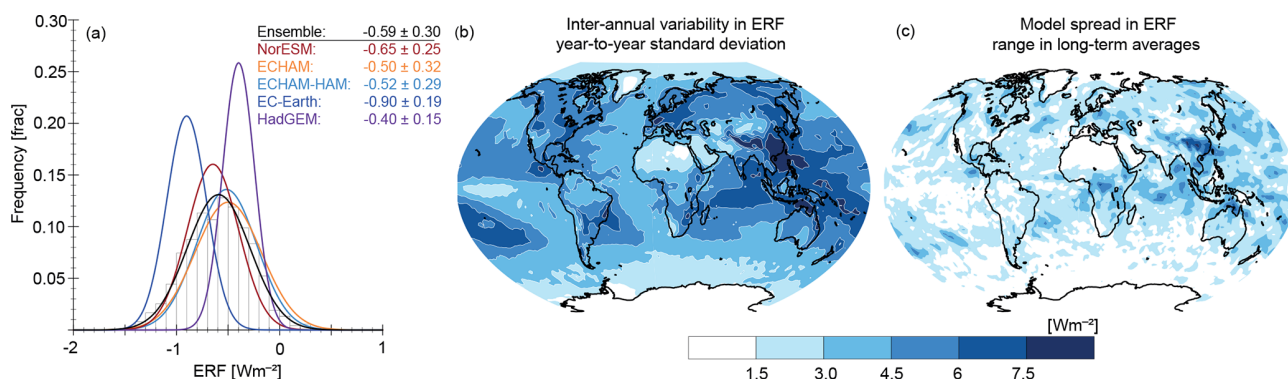 (a)
Ensemble: -0.59 ± 0.30
NorESM: -0.65 ± 0.25
ECHAM: -0.50 ± 0.32
ECHAM-HAM: -0.52 ± 0.29
EC-Earth: -0.90 ± 0.19
HadGEM: -0.40 ± 0.15
0.30
0.25
0.20
0.15
0.10
0.05
Frequency [frac]
-2 -1 0 1
ERF [Wm⁻²]
(b)
Inter-annual variability in ERF
year-to-year standard deviation
(c)
Model spread in ERF
range in long-term averages
[Wm⁻²]
1.5 3.0 4.5 6 7.5